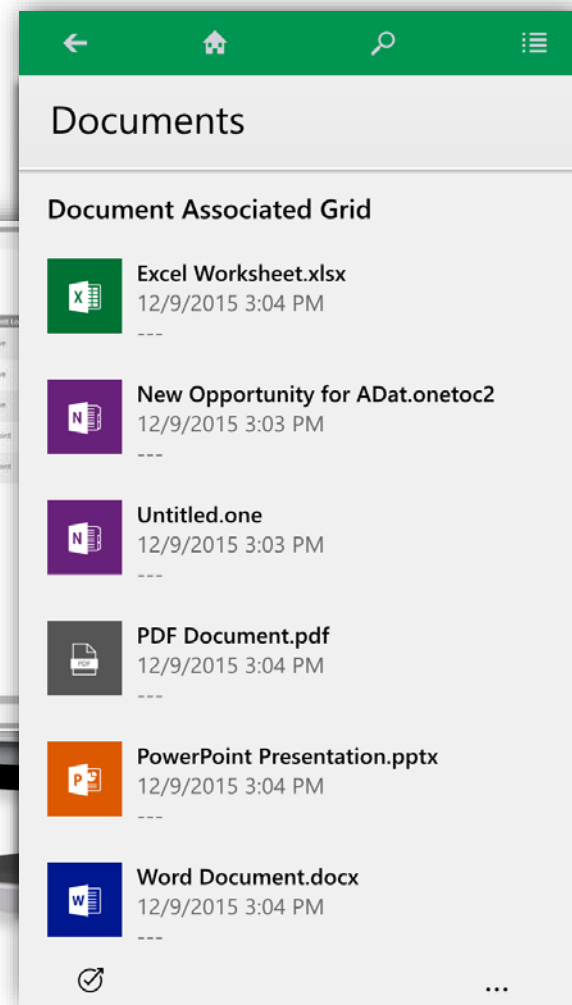 Documents
Document Associated Grid
Excel Worksheet.xlsx
12/9/2015 3:04 PM
---
New Opportunity for ADat.onetoc2
12/9/2015 3:03 PM
---
Untitled.one
12/9/2015 3:03 PM
---
PDF Document.pdf
12/9/2015 3:04 PM
---
PowerPoint Presentation.pptx
12/9/2015 3:04 PM
---
Word Document.docx
12/9/2015 3:04 PM
---